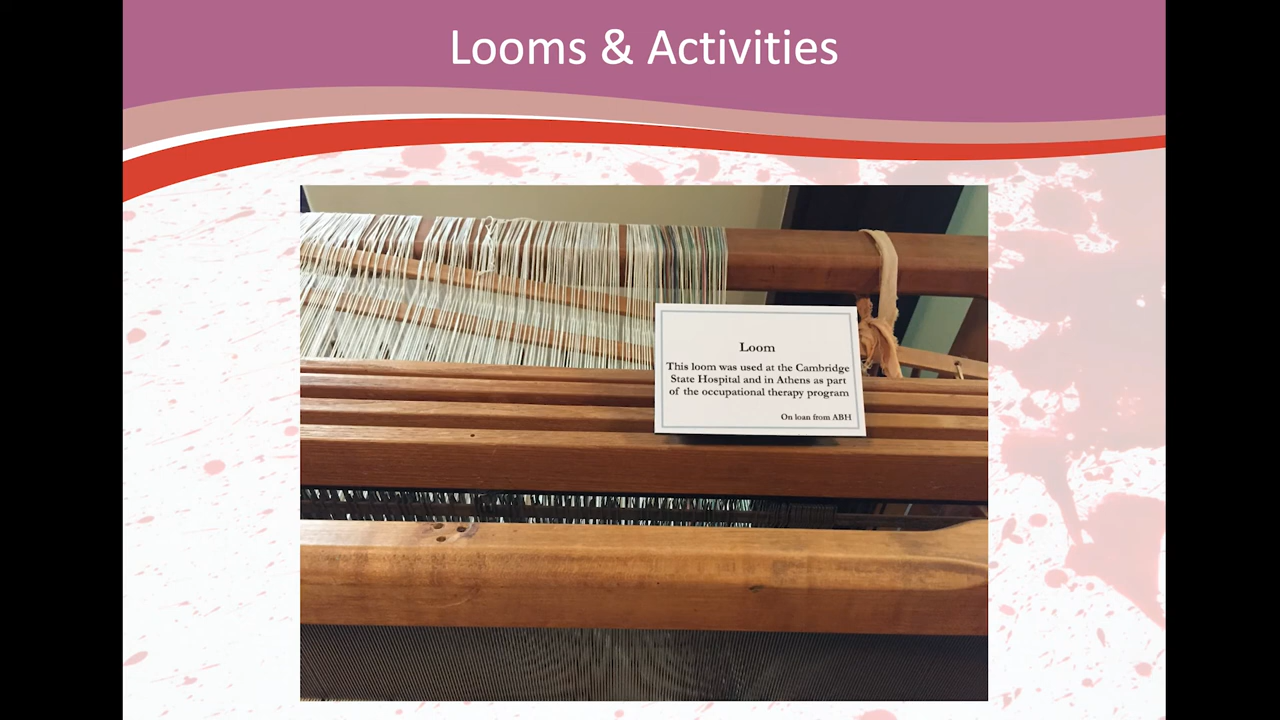 Looms & Activities
Loom
This loom was used at the Cambridge
State Hospital and in Athens as part
of the occupational therapy program
On loan from ABH